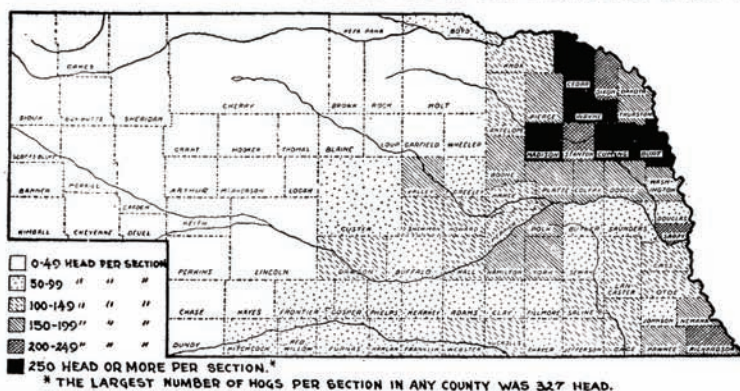 KEYA PAHA BOYD
DAWES KNOX CEDAR
DIXON DAKOTA
SIOUX BOX BUTTE SHERIDAN CHERRY BROWN ROCK HOLT PIERCE WAYNE THURSTON
ANTELOPE
SCOTTS BLUFF GRANT HOOKER THOMAS BLAINE LOUP GARFIELD WHEELER MADISON STANTON CUMING BURT
BANNER MORRILL GARDEN ARTHUR McPHERSON LOGAN VALLEY GREELEY BOONE PLATTE COLFAX DODGE WASHINGTON
KIMBALL CHEYENNE DEUEL KEITH CUSTER SHERMAN HOWARD POLK BUTLER SAUNDERS DOUGLAS
SARPY
PERKINS LINCOLN DAWSON BUFFALO HALL HAMILTON YORK SEWARD LANCASTER CASS
OTOE
CHASE HAYES FRONTIER GOSPER PHELPS KEARNEY ADAMS CLAY FILLMORE SALINE
JOHNSON NEMAHA
DUNDY HITCHCOCK RED WILLOW FURNAS HARLAN FRANKLIN WEBSTER THAYER JEFFERSON GAGE PAWNEE RICHARDSON
0-49 HEAD PER SECTION
50-99 " " "
100-149 " " "
150-199 " " "
200-249 " " "
250 HEAD OR MORE PER SECTION.*
* THE LARGEST NUMBER OF HOGS PER SECTION IN ANY COUNTY WAS 327 HEAD.